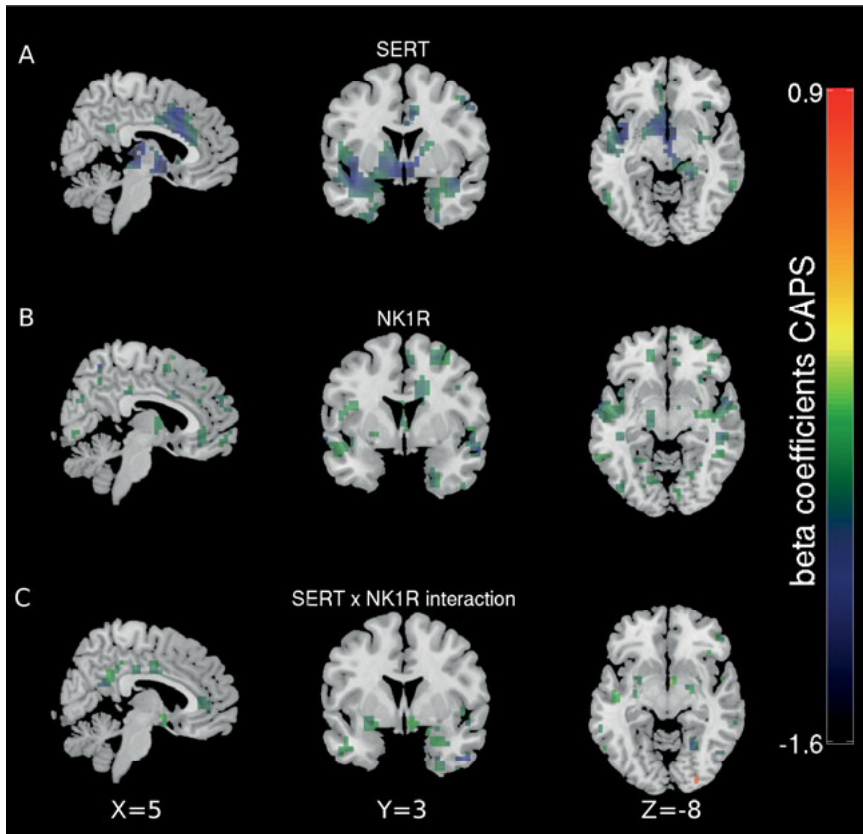 A
SERT
0.9
B
NK1R
beta coefficients CAPS
C
SERT x NK1R interaction
-1.6
X=5
Y=3
Z=-8